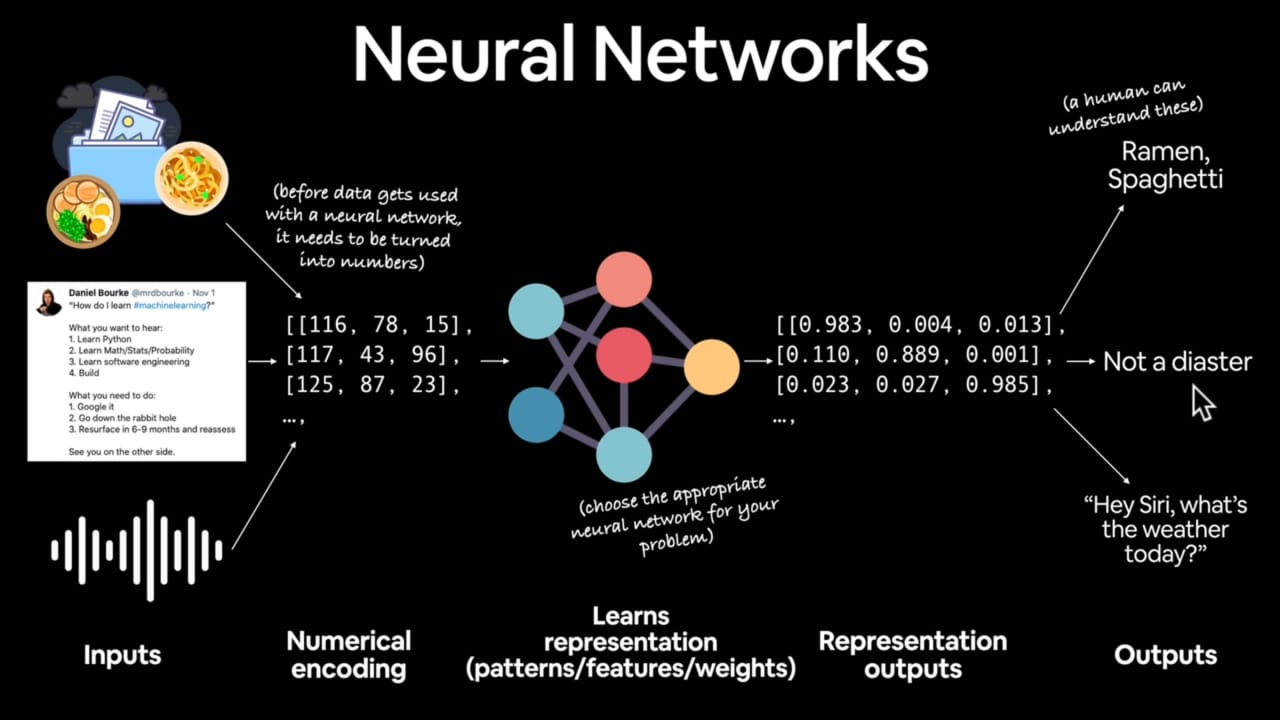 Neural Networks
(a human can
understand these)
Ramen,
Spaghetti
(before data gets used
with a neural network,
it needs to be turned
into numbers)
Daniel Bourke @mrdbourke · Nov 1
"How do I learn #machinelearning?"
What you want to hear:
1. Learn Python
2. Learn Math/Stats/Probability
3. Learn software engineering
4. Build
What you need to do:
1. Google it
2. Go down the rabbit hole
3. Resurface in 6-9 months and reassess
See you on the other side.
[[116, 78, 15],
[117, 43, 96],
[125, 87, 23],
…,
(choose the appropriate
neural network for your
problem)
[[0.983, 0.004, 0.013],
[0.110, 0.889, 0.001],
[0.023, 0.027, 0.985],
…,
Not a diaster
“Hey Siri, what’s
the weather
today?”
Inputs
Numerical
encoding
Learns
representation
(patterns/features/weights)
Representation
outputs
Outputs